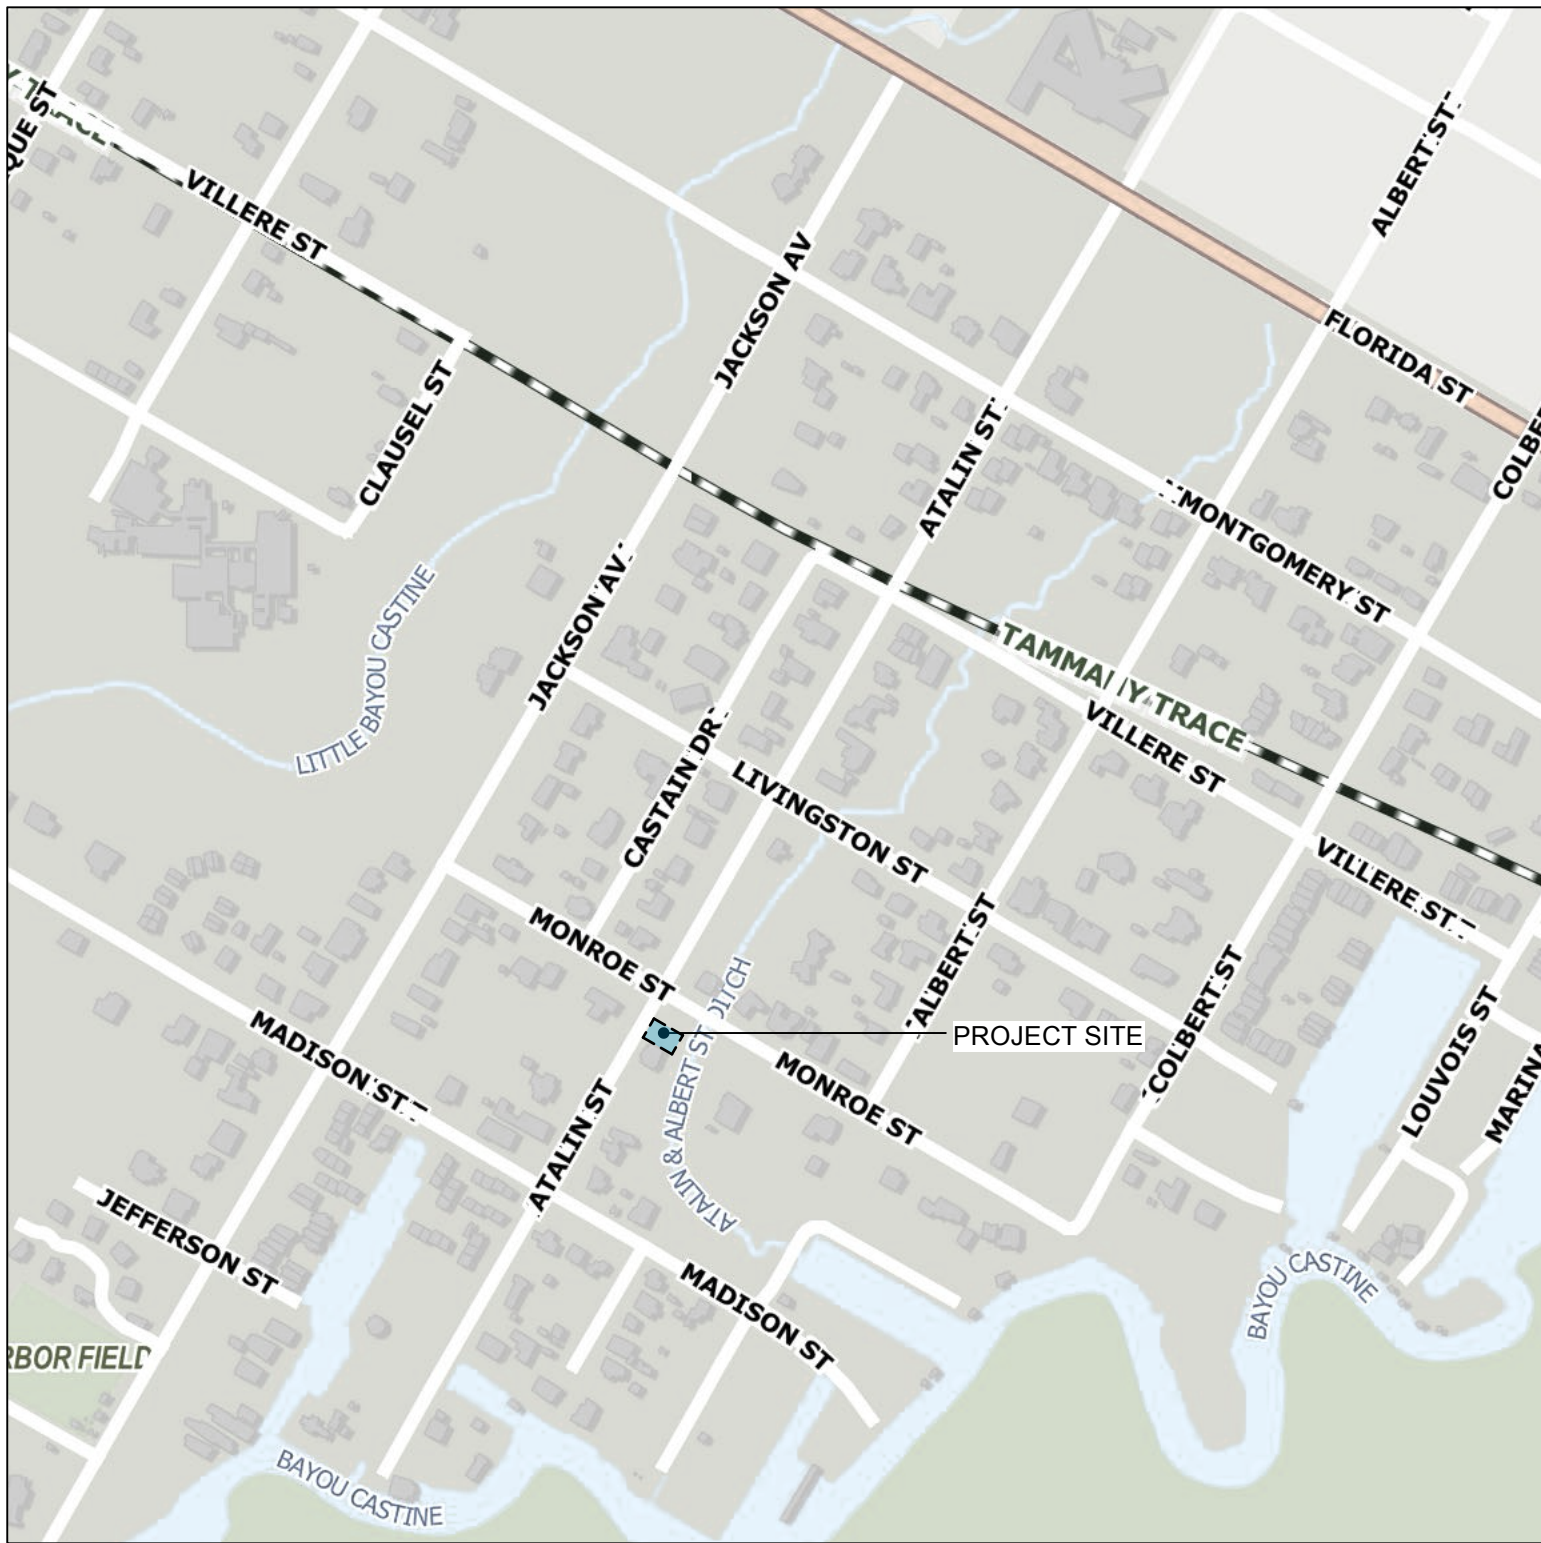 VILLERE ST
JACKSON AV
ALBERT ST
FLORIDA ST
CLAUSEL ST
ATALIN ST
MONTGOMERY ST
JACKSON AV
LITTLE BAYOU CASTINE
TAMMANY TRACE
VILLERE ST
CASTAIN DR
LIVINGSTON ST
VILLERE ST
MONROE ST
ALBERT ST
COLBERT ST
LOUVOIS ST
MARINA
MADISON ST
PROJECT SITE
ATALIN & ALBERT ST DITCH
MONROE ST
ATALIN ST
JEFFERSON ST
MADISON ST
BAYOU CASTINE
RBOR FIELD
BAYOU CASTINE